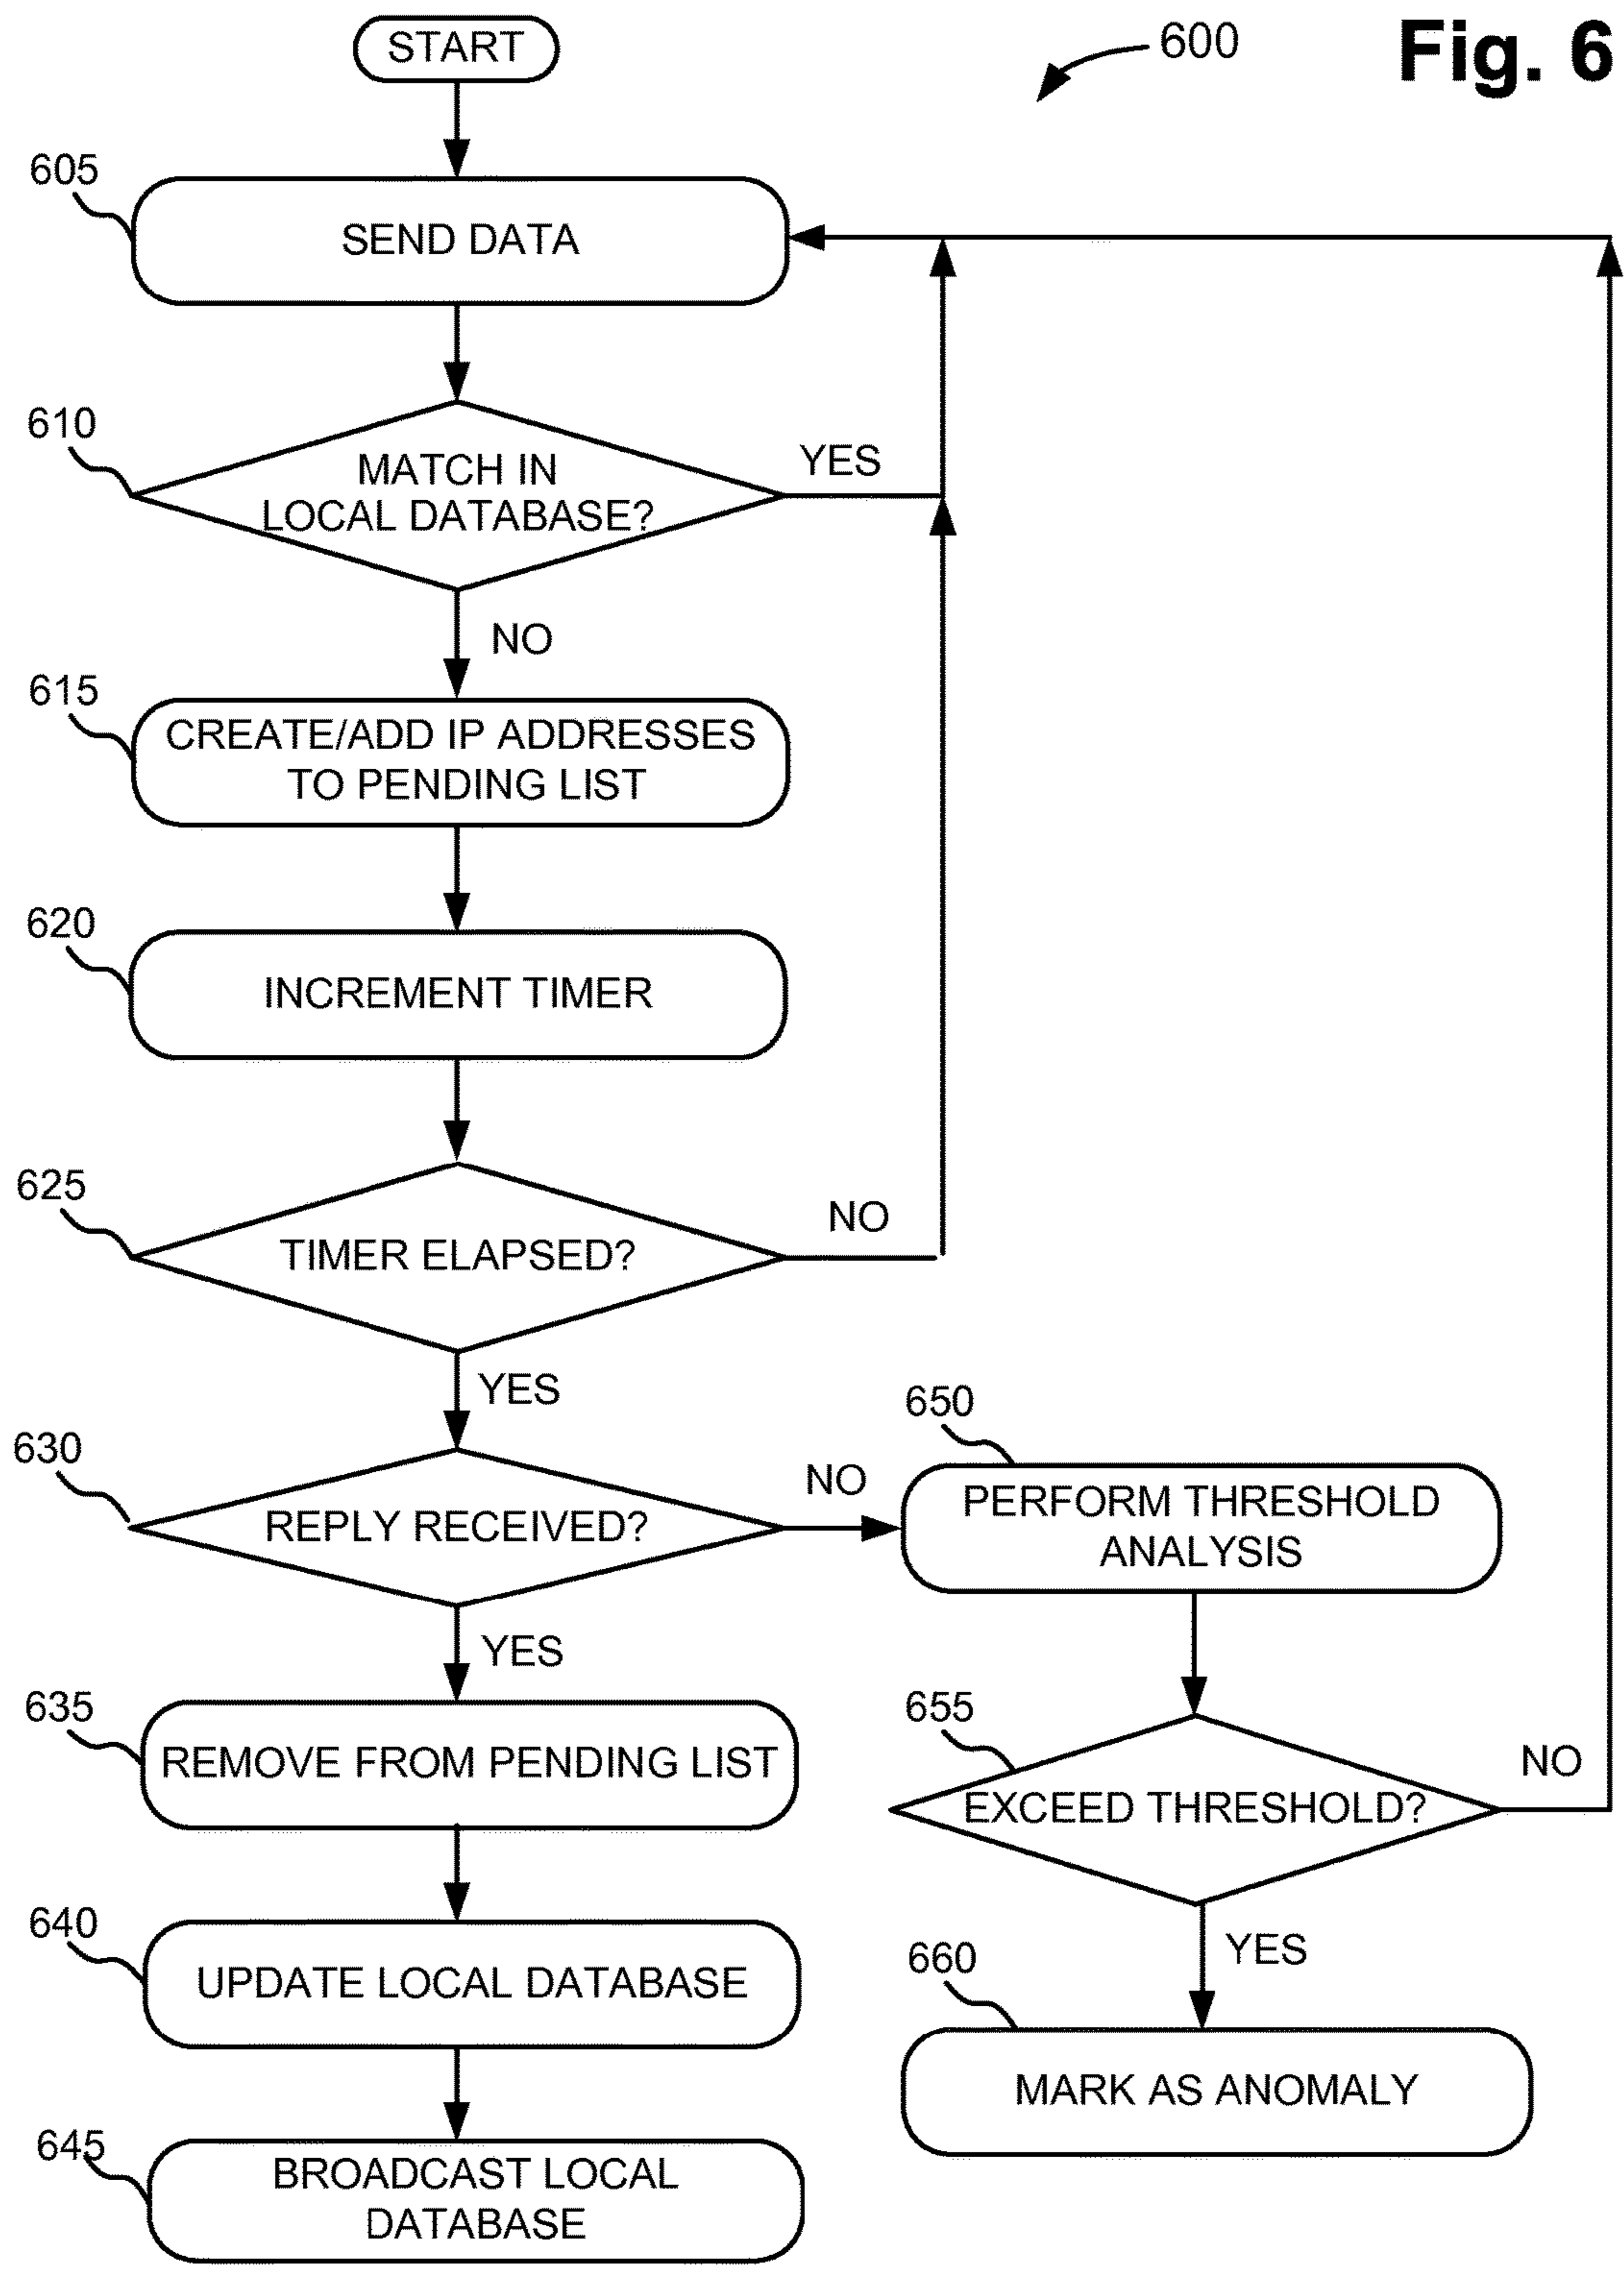 START
600
Fig. 6
605
SEND DATA
610
MATCH IN
LOCAL DATABASE?
YES
NO
615
CREATE/ADD IP ADDRESSES
TO PENDING LIST
620
INCREMENT TIMER
625
TIMER ELAPSED?
NO
YES
630
REPLY RECEIVED?
NO
650
PERFORM THRESHOLD
ANALYSIS
YES
635
REMOVE FROM PENDING LIST
655
EXCEED THRESHOLD?
NO
640
UPDATE LOCAL DATABASE
YES
660
MARK AS ANOMALY
645
BROADCAST LOCAL
DATABASE